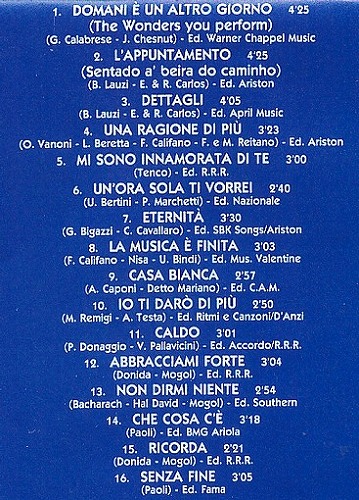 1. DOMANI È UN ALTRO GIORNO 4'25
(The Wonders you perform)
(G. Calabrese - J. Chesnut) - Ed. Warner Chappel Music
2. L'APPUNTAMENTO 4'25
(Sentado a' beira do caminho)
(B. Lauzi - E. & R. Carlos) - Ed. Ariston
3. DETTAGLI 4'05
(B. Lauzi - E. & R. Carlos) - Ed. April Music
4. UNA RAGIONE DI PIÙ 3'23
(O. Vanoni - L. Beretta - F. Califano - F. e M. Reitano) - Ed. Ariston
5. MI SONO INNAMORATA DI TE 3'00
(Tenco) - Ed. R.R.R.
6. UN'ORA SOLA TI VORREI 2'40
(U. Bertini - P. Marchetti) - Ed. Nazionale
7. ETERNITÀ 3'30
(G. Bigazzi - C. Cavallaro) - Ed. SBK Songs/Ariston
8. LA MUSICA È FINITA 3'03
(F. Califano - Nisa - U. Bindi) - Ed. Mus. Valentine
9. CASA BIANCA 2'57
(A. Caponi - Detto Mariano) - Ed. C.A.M.
10. IO TI DARÒ DI PIÙ 2'50
(M. Remigi - A. Testa) - Ed. Ritmi e Canzoni/D'Anzi
11. CALDO 3'01
(P. Donaggio - V. Pallavicini) - Ed. Accordo/R.R.R.
12. ABBRACCIAMI FORTE 3'04
(Donida - Mogol) - Ed. R.R.R.
13. NON DIRMI NIENTE 2'54
(Bacharach - Hal David - Mogol) - Ed. Southern
14. CHE COSA C'È 3'18
(Paoli) - Ed. BMG Ariola
15. RICORDA 2'21
(Donida - Mogol) - Ed. R.R.R.
16. SENZA FINE 3'05
(Paoli) - Ed. Fama